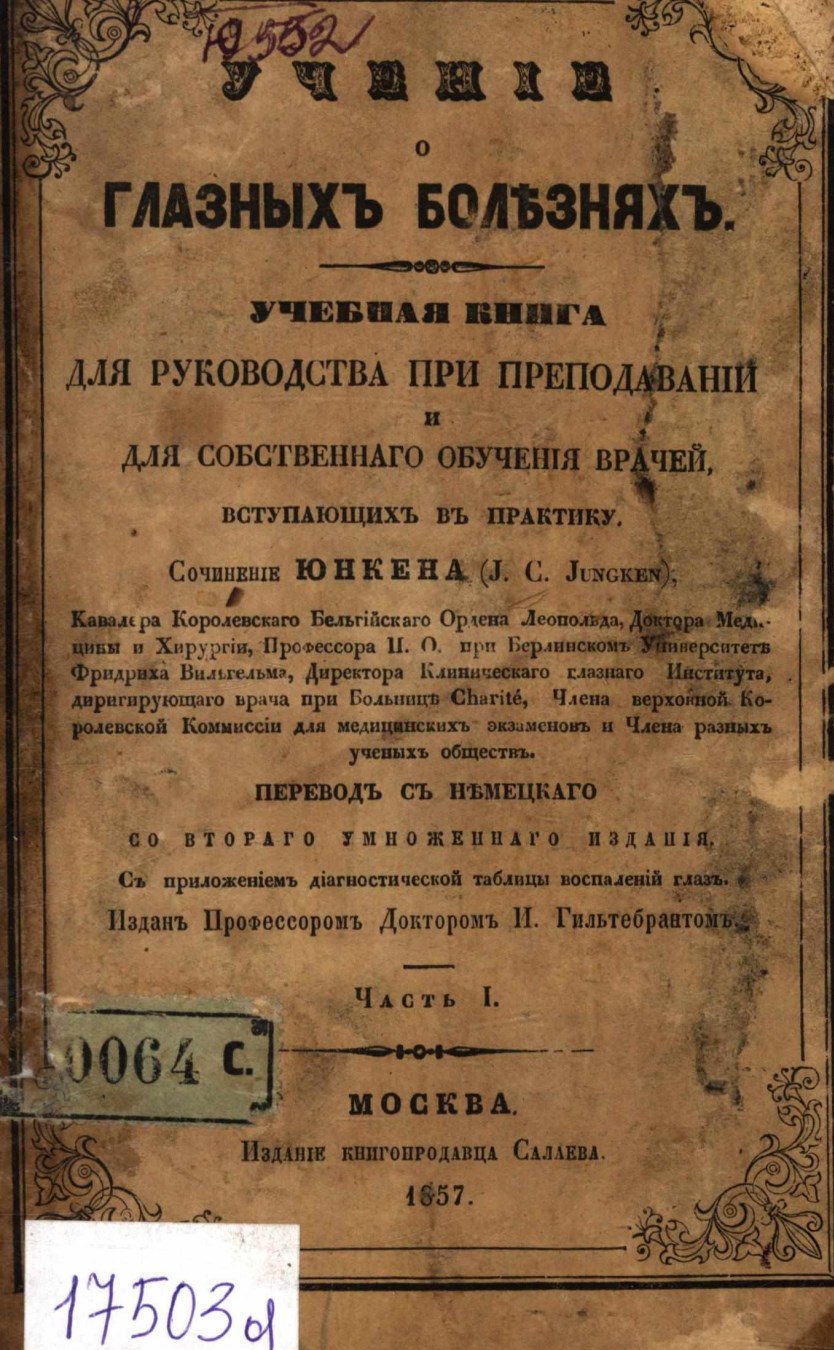 10552
УЧЕНІЕ
О
ГЛАЗНЫХЪ БОЛѢЗНЯХЪ.
УЧЕБНАЯ КНИГА
ДЛЯ РУКОВОДСТВА ПРИ ПРЕПОДАВАНІЙ
И
ДЛЯ СОБСТВЕННАГО ОБУЧЕНІЯ ВРАЧЕЙ,
ВСТУПАЮЩИХЪ ВЪ ПРАКТИКУ.
Сочиненіе ЮНКЕНА (J. C. Jungken),
Кавалера Королевскаго Бельгійскаго Ордена Леопольда, Доктора Меди-
цины и Хирургіи, Профессора П. О. при Берлинскомъ Университетѣ
Фридриха Вильгельма, Директора Клиническаго глазнаго Института,
диригирующаго врача при Больницѣ Charité, Члена верховной Ко-
ролевской Коммиссіи для медицинскихъ экзаменовъ и Члена разныхъ
ученыхъ обществъ.
ПЕРЕВОДЪ СЪ НѢМЕЦКАГО
СО ВТОРАГО УМНОЖЕННАГО ИЗДАНІЯ.
Съ приложеніемъ діагностической таблицы воспаленій глазъ.
Изданъ Профессоромъ Докторомъ И. Гильтебрантомъ.
Часть I.
0064 С.
МОСКВА.
Изданіе книгопродавца Салаева.
1857.
17503я